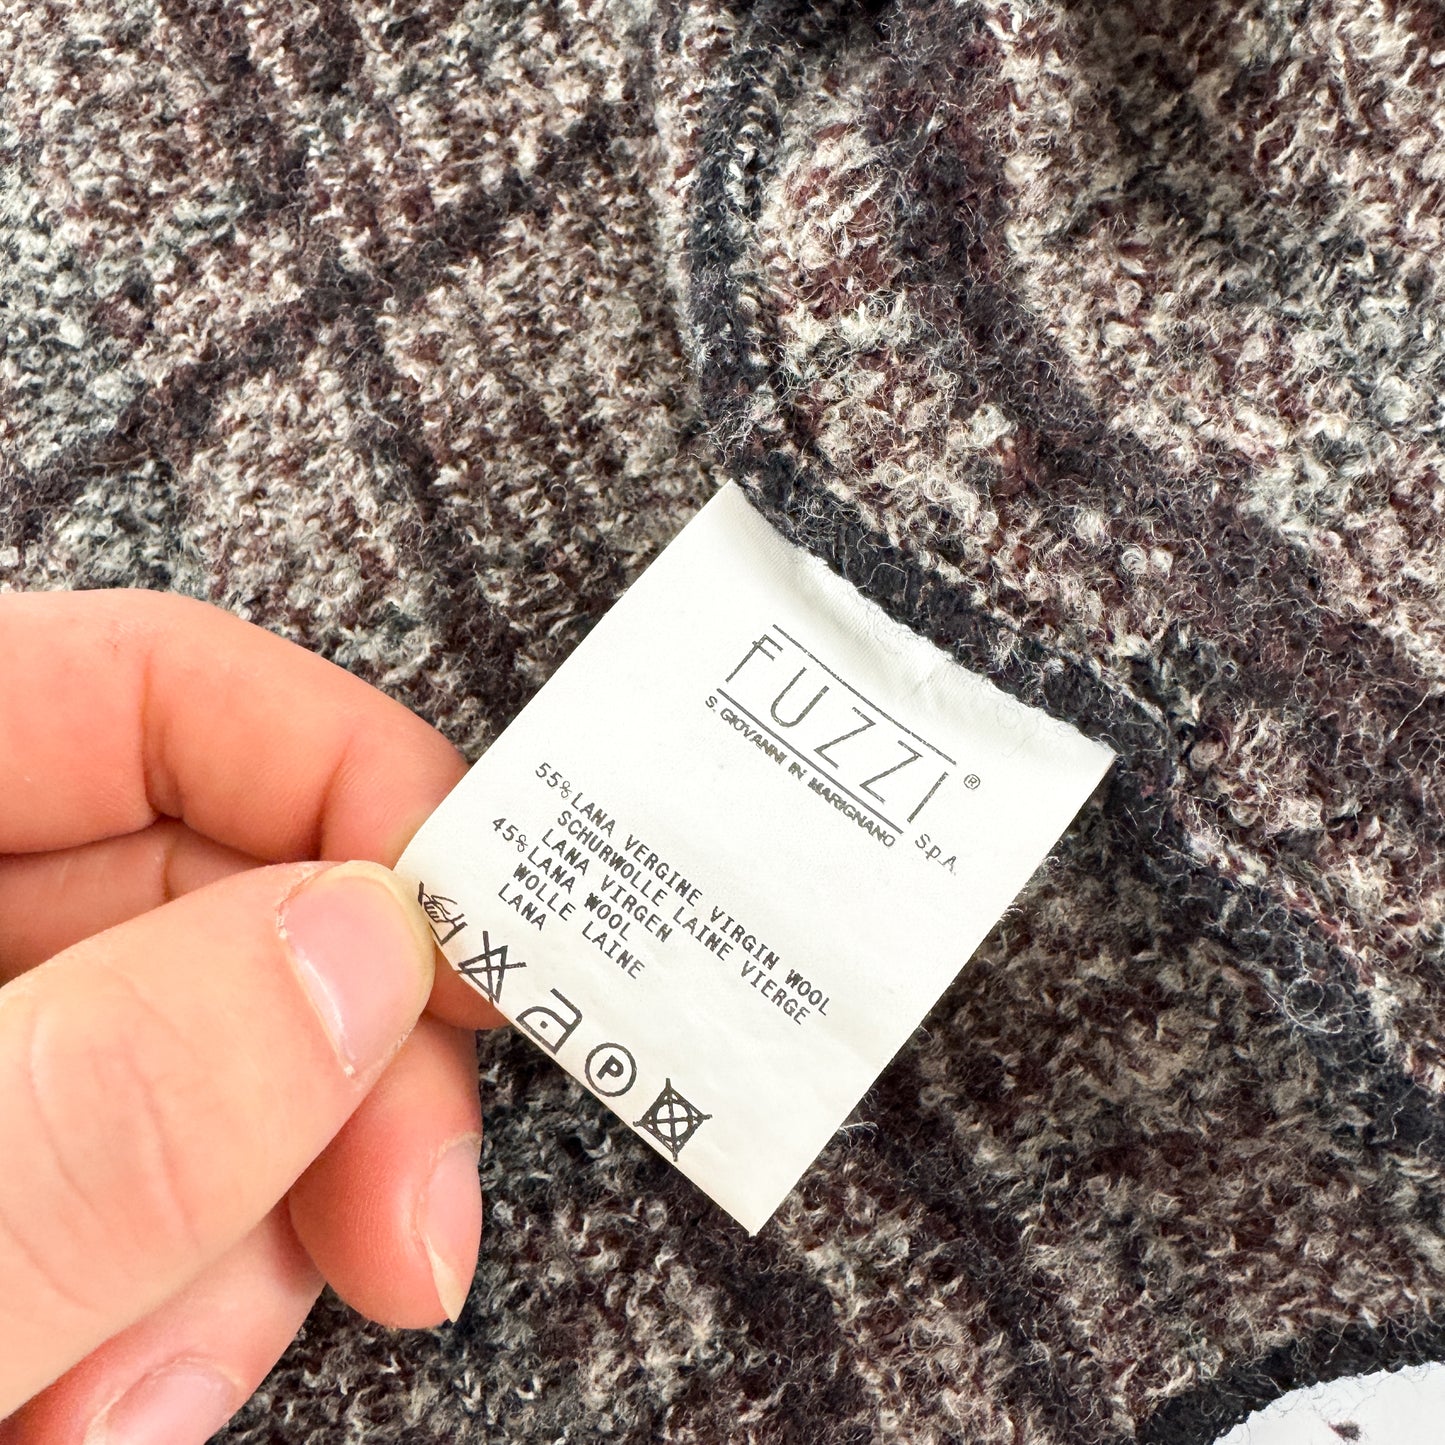 FUZZI®
S. GIOVANNI IN MARIGNANO S.p.A.
55% LANA VERGINE VIRGIN WOOL
SCHURWOLLE LAINE VIERGE
LANA VIRGEN
45% LANA WOOL
WOLLE LAINE
LANA
P